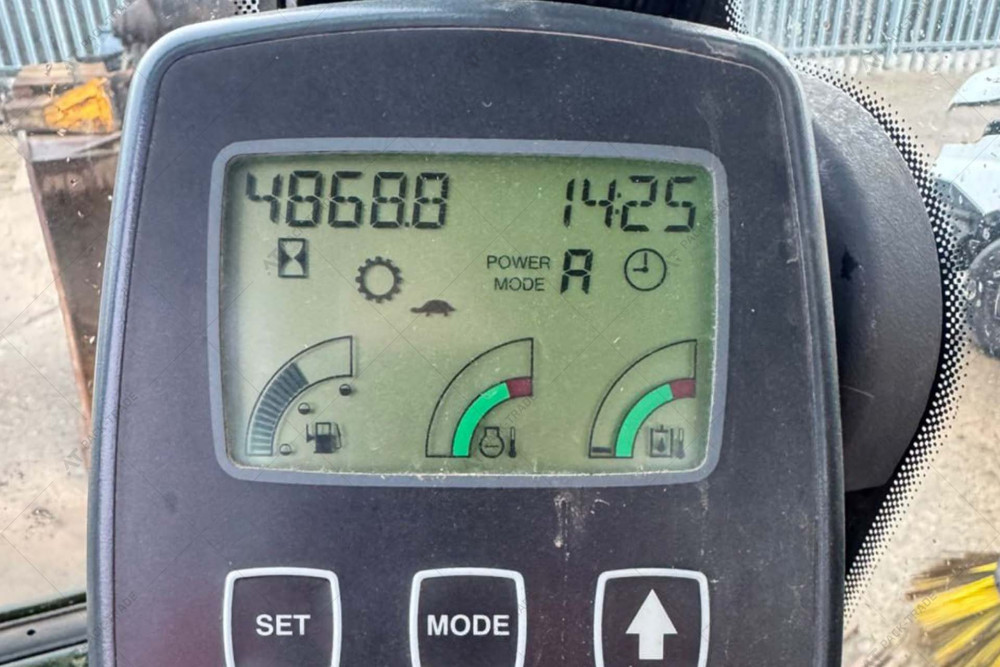 4868.8 14:25
POWER
MODE A
SET MODE